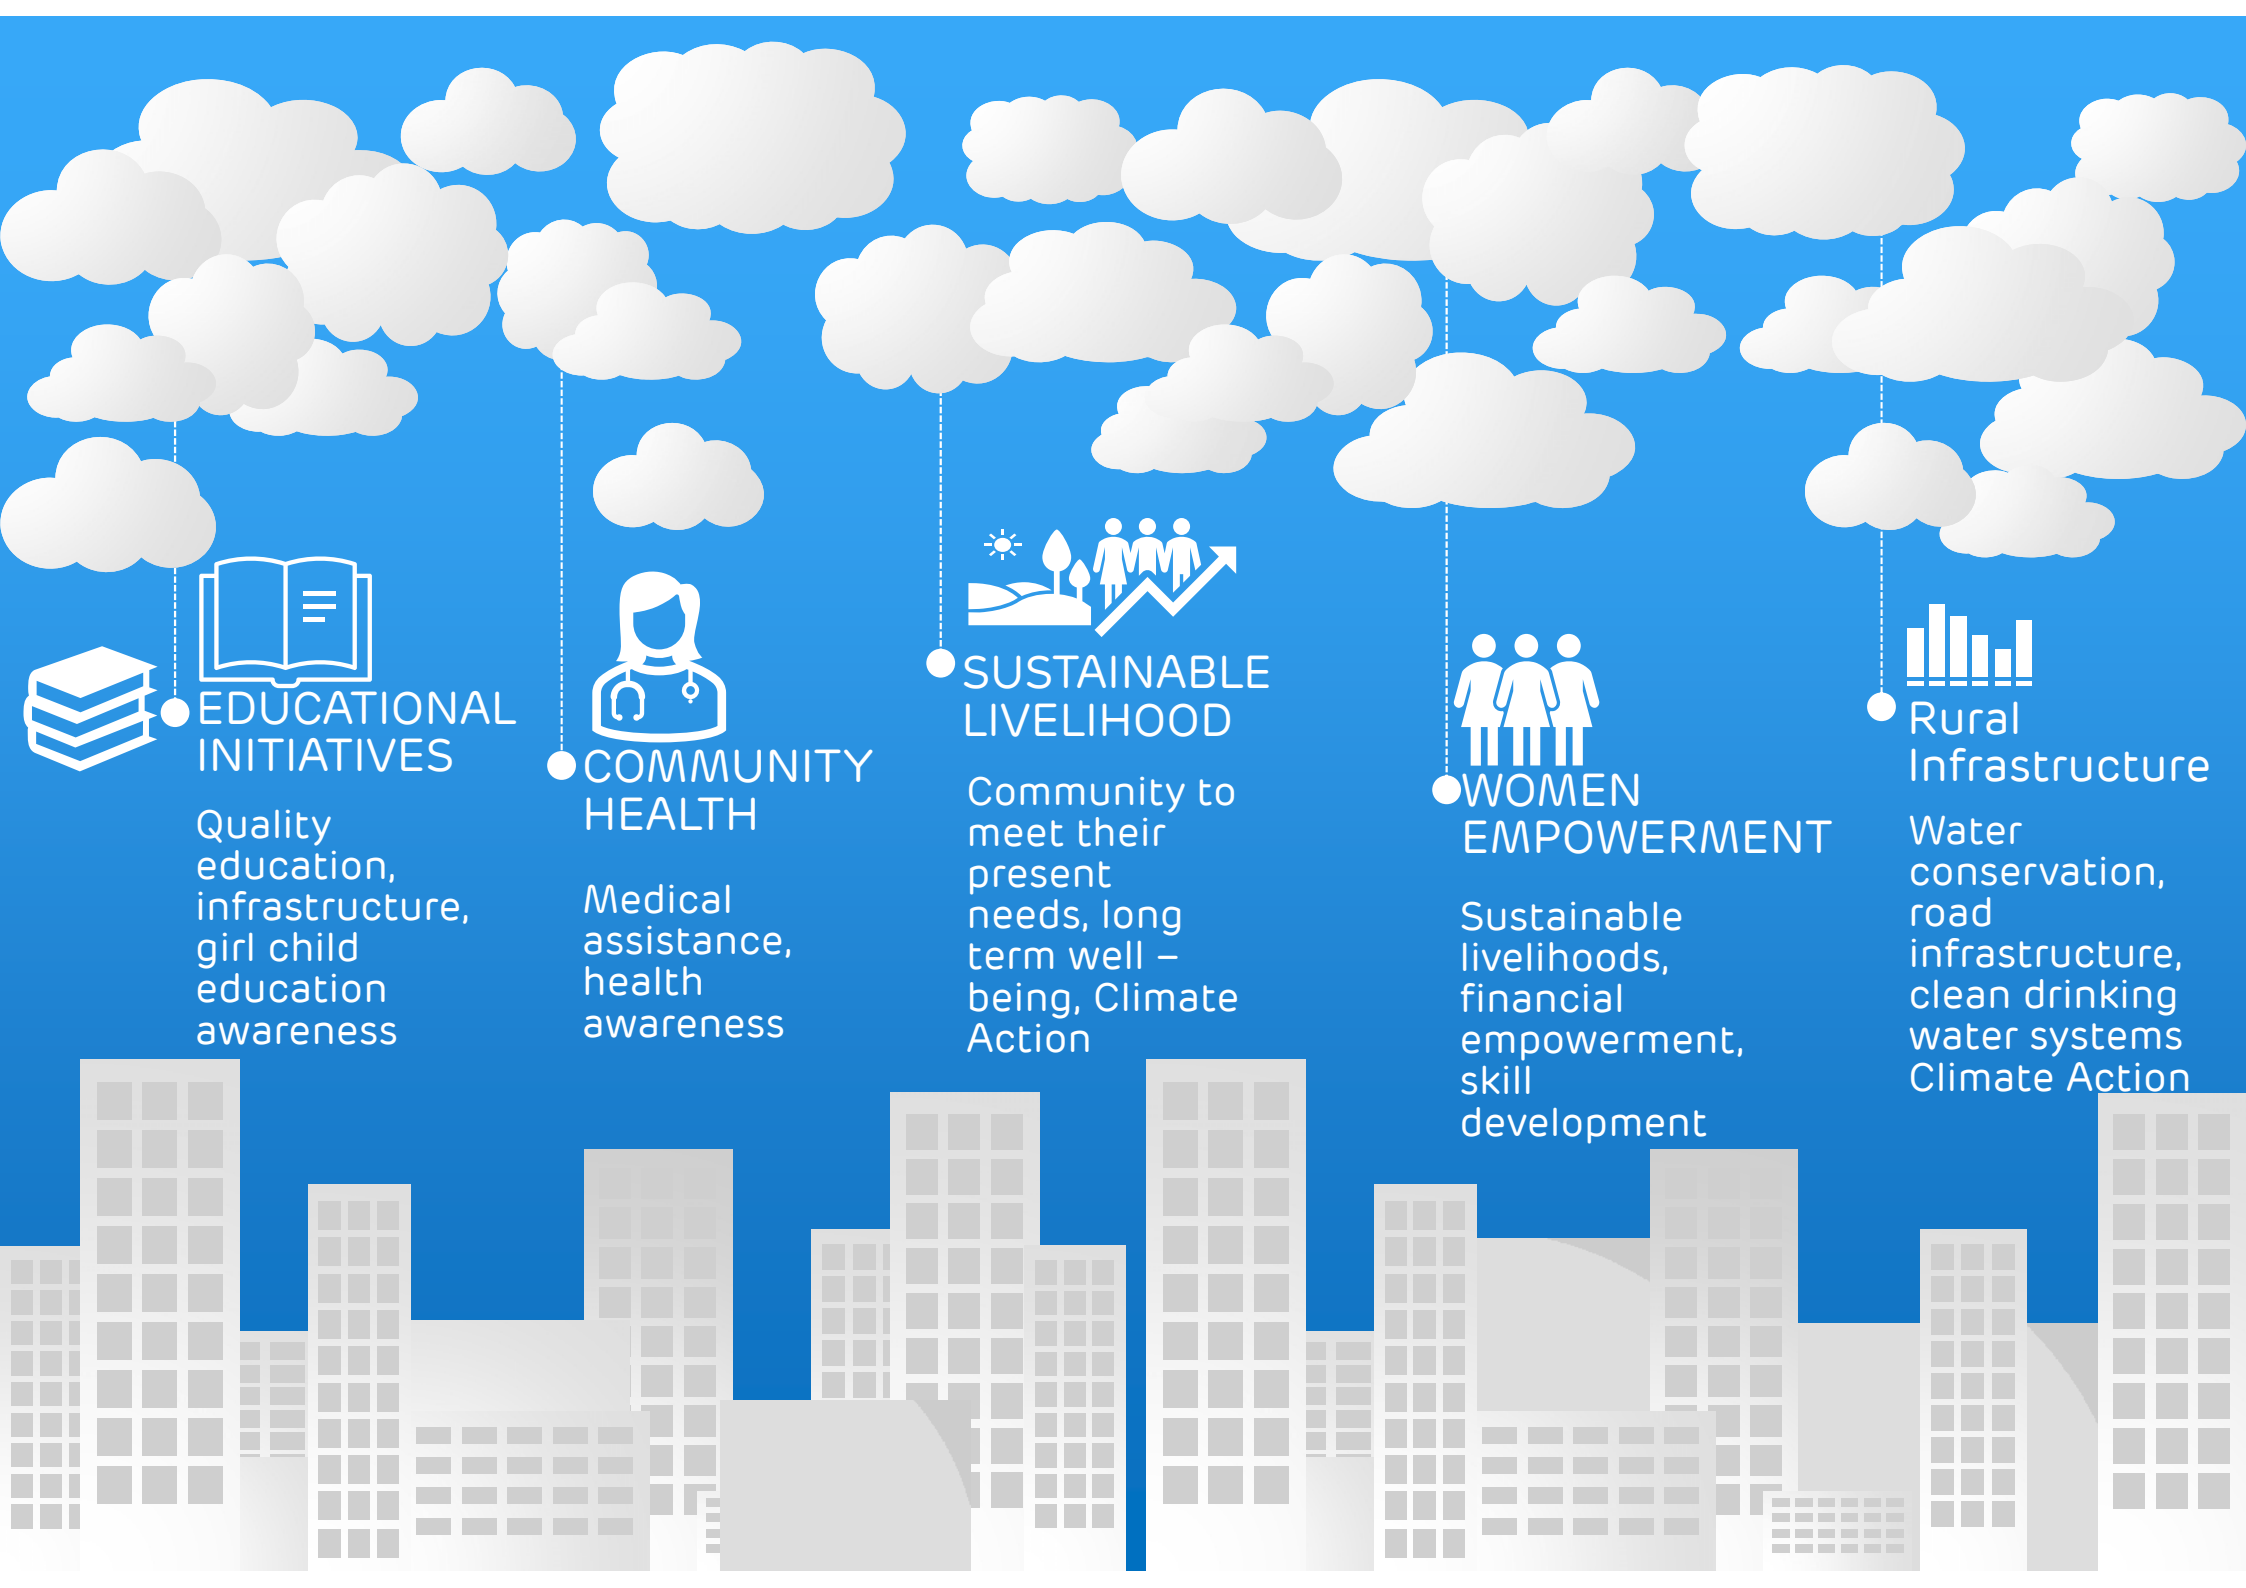 EDUCATIONAL
INITIATIVES
Quality
education,
infrastructure,
girl child
education
awareness
COMMUNITY
HEALTH
Medical
assistance,
health
awareness
SUSTAINABLE
LIVELIHOOD
Community to
meet their
present
needs, long
term well –
being, Climate
Action
WOMEN
EMPOWERMENT
Sustainable
livelihoods,
financial
empowerment,
skill
development
Rural
Infrastructure
Water
conservation,
road
infrastructure,
clean drinking
water systems
Climate Action